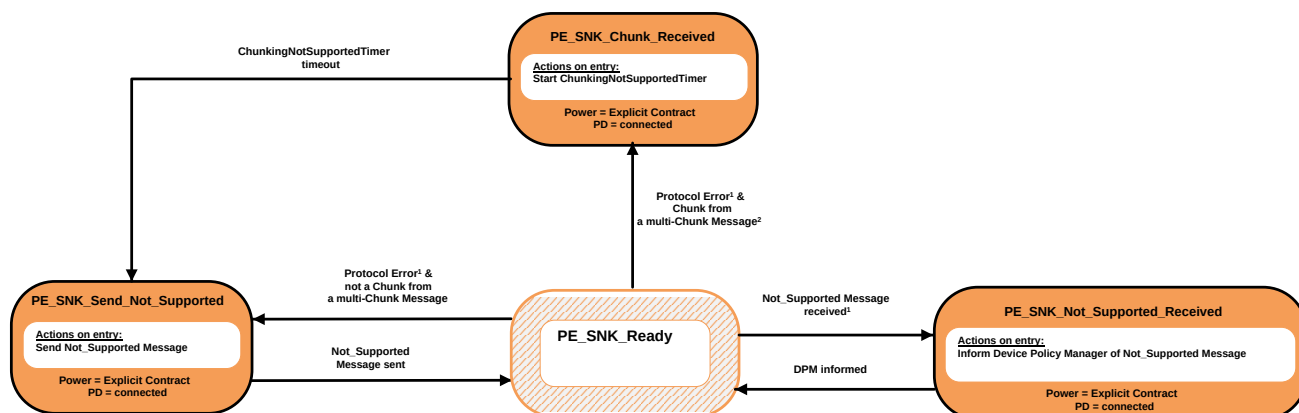 PE_SNK_Chunk_Received
Actions on entry:
Start ChunkingNotSupportedTimer
Power = Explicit Contract
PD = connected
ChunkingNotSupportedTimer
timeout
Protocol Error¹ &
Chunk from
a multi-Chunk Message²
Protocol Error¹ &
not a Chunk from
a multi-Chunk Message
PE_SNK_Send_Not_Supported
Actions on entry:
Send Not_Supported Message
Power = Explicit Contract
PD = connected
Not_Supported
Message sent
PE_SNK_Ready
Not_Supported Message
received¹
DPM informed
PE_SNK_Not_Supported_Received
Actions on entry:
Inform Device Policy Manager of Not_Supported Message
Power = Explicit Contract
PD = connected